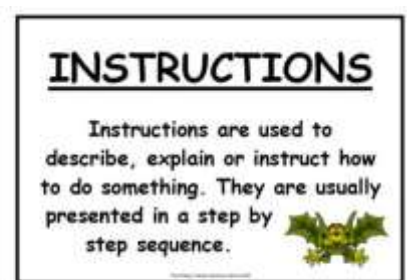 INSTRUCTIONS
Instructions are used to
describe, explain or instruct how
to do something. They are usually
presented in a step by
step sequence.